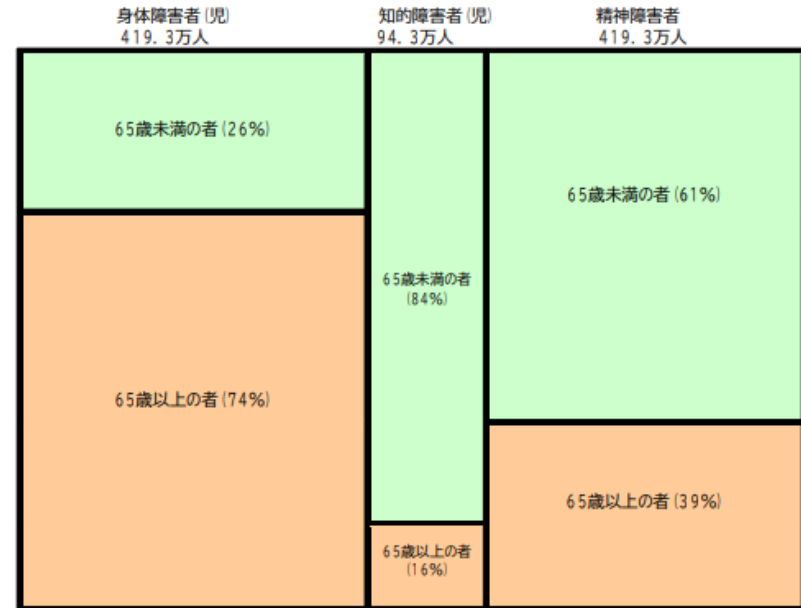 身体障害者(児)
419.3万人
知的障害者(児)
94.3万人
精神障害者
419.3万人
65歳未満の者(26%)
65歳以上の者(74%)
65歳未満の者
(84%)
65歳以上の者
(16%)
65歳未満の者(61%)
65歳以上の者(39%)